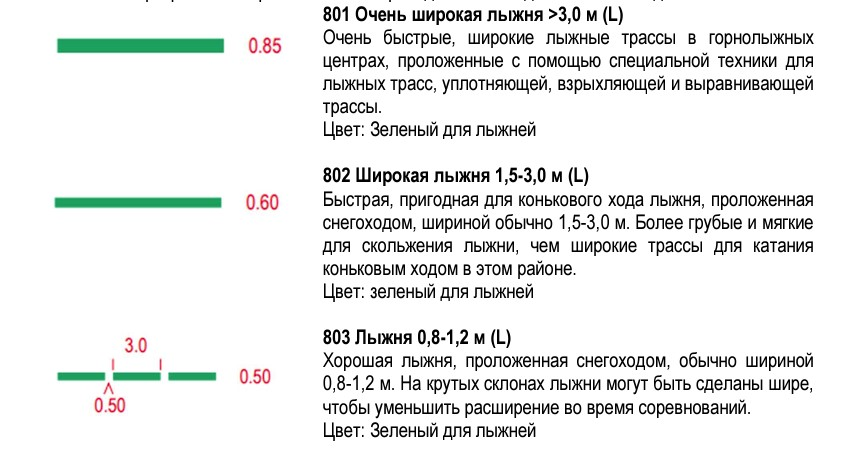 801 Очень широкая лыжня >3,0 м (L)
0.85
Очень быстрые, широкие лыжные трассы в горнолыжных
центрах, проложенные с помощью специальной техники для
лыжных трасс, уплотняющей, взрыхляющей и выравнивающей
трассы.
Цвет: Зеленый для лыжней
802 Широкая лыжня 1,5-3,0 м (L)
0.60
Быстрая, пригодная для конькового хода лыжня, проложенная
снегоходом, шириной обычно 1,5-3,0 м. Более грубые и мягкие
для скольжения лыжни, чем широкие трассы для катания
коньковым ходом в этом районе.
Цвет: зеленый для лыжней
803 Лыжня 0,8-1,2 м (L)
3.0
0.50
0.50
Хорошая лыжня, проложенная снегоходом, обычно шириной
0,8-1,2 м. На крутых склонах лыжни могут быть сделаны шире,
чтобы уменьшить расширение во время соревнований.
Цвет: Зеленый для лыжней